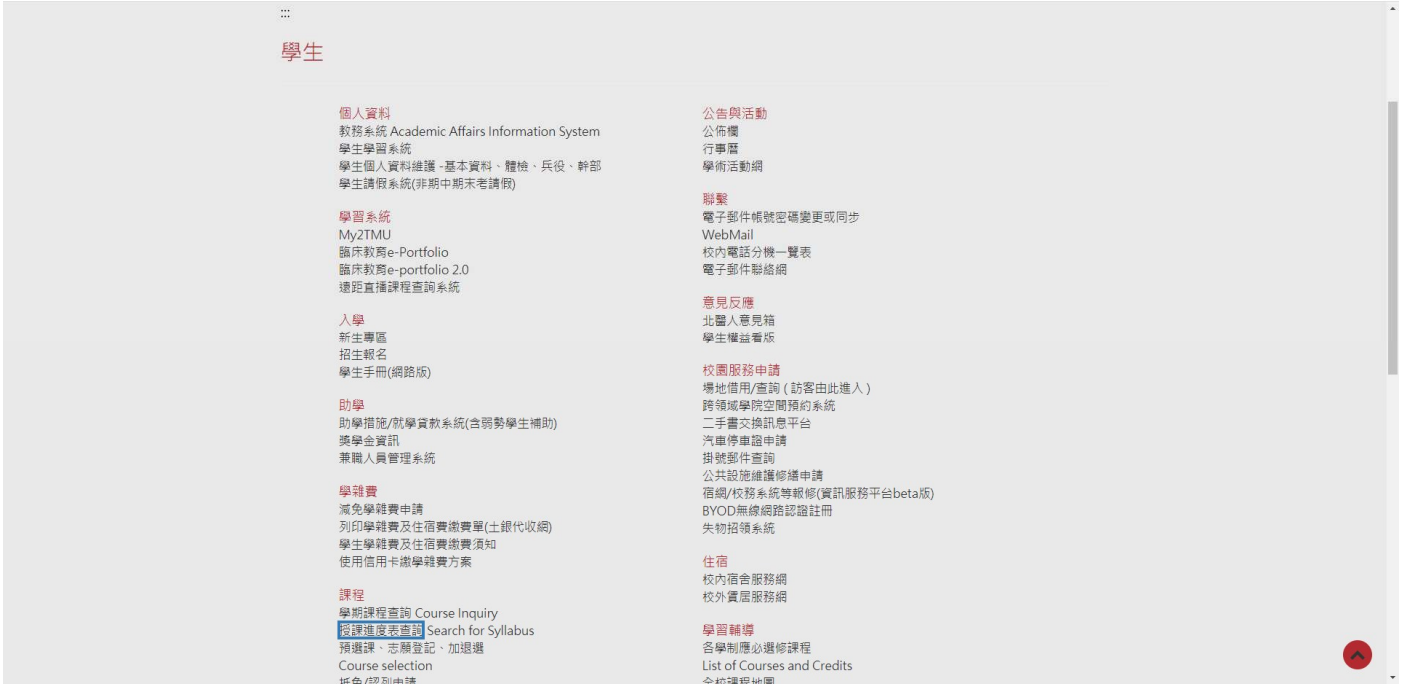 :::
學生
個人資料
教務系統 Academic Affairs Information System
學生學習系統
學生個人資料維護 -基本資料、體檢、兵役、幹部
學生請假系統(非期中期末考請假)
學習系統
My2TMU
臨床教育e-Portfolio
臨床教育e-portfolio 2.0
遠距直播課程查詢系統
入學
新生專區
招生報名
學生手冊(網路版)
助學
助學措施/就學貸款系統(含弱勢學生補助)
獎學金資訊
兼職人員管理系統
學雜費
減免學雜費申請
列印學雜費及住宿費繳費單(土銀代收網)
學生學雜費及住宿費繳費須知
使用信用卡繳學雜費方案
課程
學期課程查詢 Course Inquiry
授課進度表查詢 Search for Syllabus
預選課、志願登記、加退選
Course selection
抵免/認列申請
公告與活動
公佈欄
行事曆
學術活動網
聯繫
電子郵件帳號密碼變更或同步
WebMail
校內電話分機一覽表
電子郵件聯絡網
意見反應
北醫人意見箱
學生權益看版
校園服務申請
場地借用/查詢 ( 訪客由此進入 )
跨領域學院空間預約系統
二手書交換訊息平台
汽車停車證申請
掛號郵件查詢
公共設施維護修繕申請
宿網/校務系統等報修(資訊服務平台beta版)
BYOD無線網路認證註冊
失物招領系統
住宿
校內宿舍服務網
校外賃居服務網
學習輔導
各學制應必選修課程
List of Courses and Credits
全校課程地圖